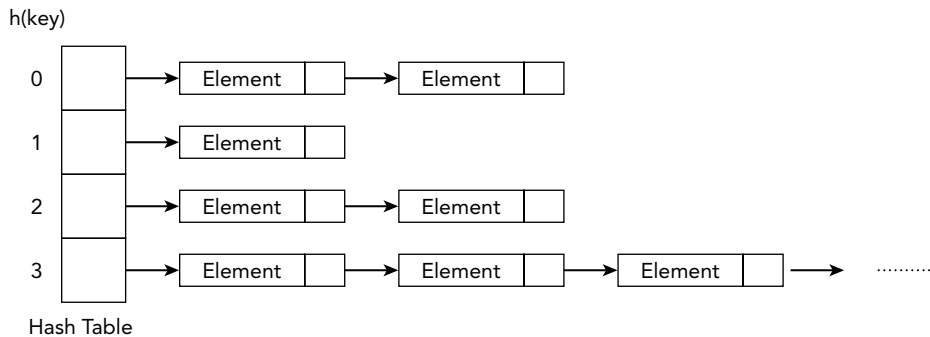 h(key)
0 Element Element
1 Element
2 Element Element
3 Element Element Element ..........
Hash Table